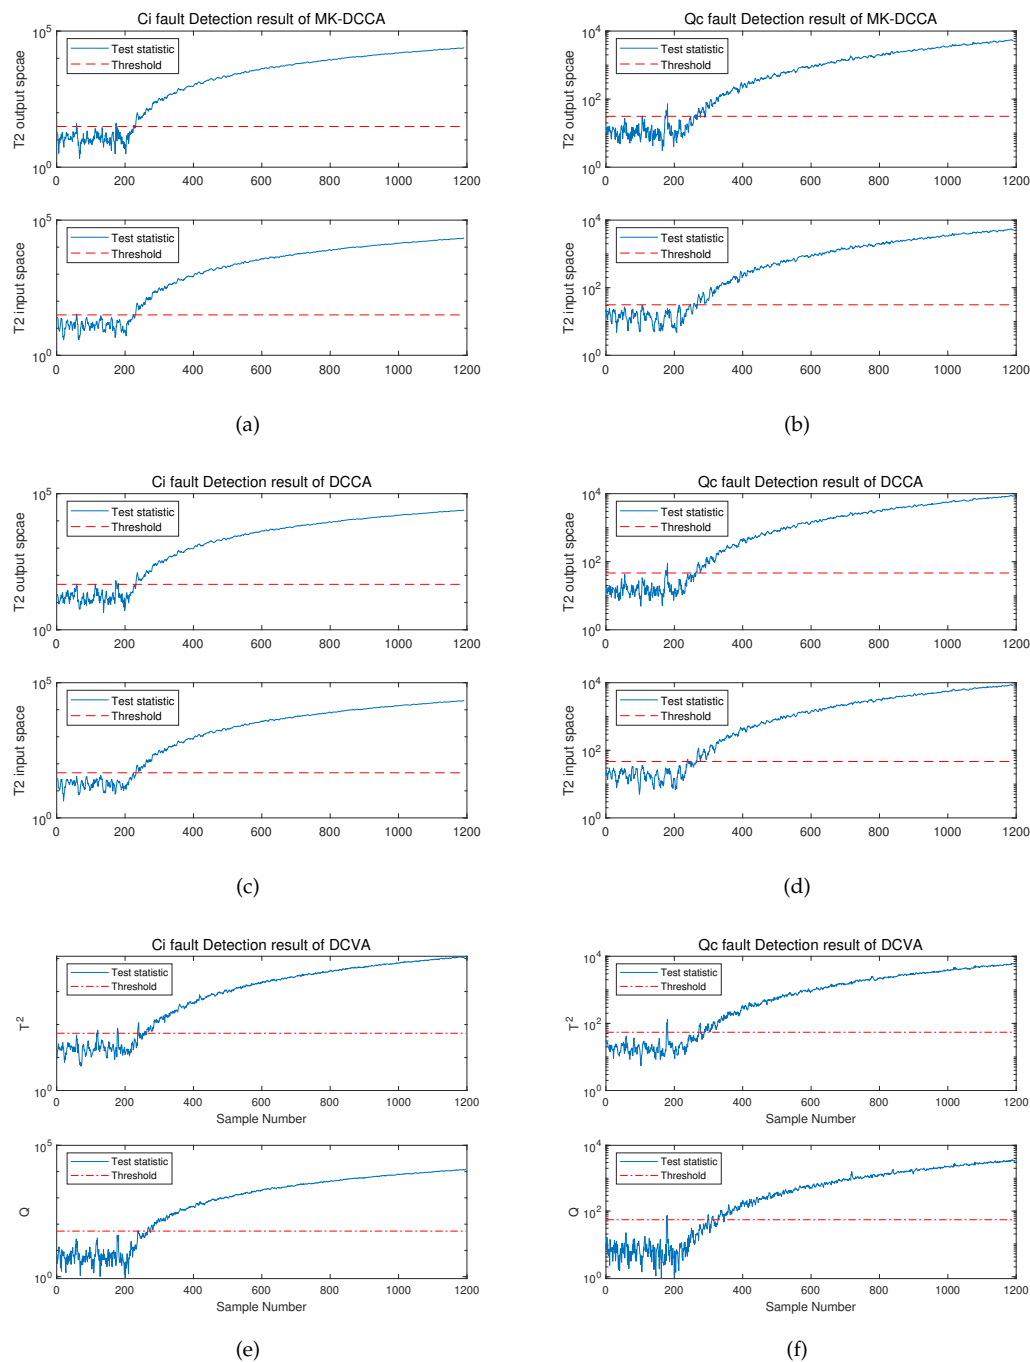 Ci fault Detection result of MK-DCCA
10^5
Test statistic
Threshold
T2 output spcae
10^0
0 200 400 600 800 1000 1200
10^5
Test statistic
Threshold
T2 input space
10^0
0 200 400 600 800 1000 1200
(a)
Qc fault Detection result of MK-DCCA
10^4
Test statistic
Threshold
10^2
T2 output spcae
10^0
0 200 400 600 800 1000 1200
10^4
Test statistic
Threshold
10^2
T2 input space
10^0
0 200 400 600 800 1000 1200
(b)
Ci fault Detection result of DCCA
10^5
Test statistic
Threshold
T2 output spcae
10^0
0 200 400 600 800 1000 1200
10^5
Test statistic
Threshold
T2 input space
10^0
0 200 400 600 800 1000 1200
(c)
Qc fault Detection result of DCCA
10^4
Test statistic
Threshold
10^2
T2 output spcae
10^0
0 200 400 600 800 1000 1200
10^4
Test statistic
Threshold
10^2
T2 input space
10^0
0 200 400 600 800 1000 1200
(d)
Ci fault Detection result of DCVA
Test statistic
Threshold
T^2
10^0
0 200 400 600 800 1000 1200
Sample Number
10^5
Test statistic
Threshold
Q
10^0
0 200 400 600 800 1000 1200
Sample Number
(e)
Qc fault Detection result of DCVA
10^4
Test statistic
Threshold
10^2
T^2
10^0
0 200 400 600 800 1000 1200
Sample Number
10^4
Test statistic
Threshold
10^2
Q
10^0
0 200 400 600 800 1000 1200
Sample Number
(f)